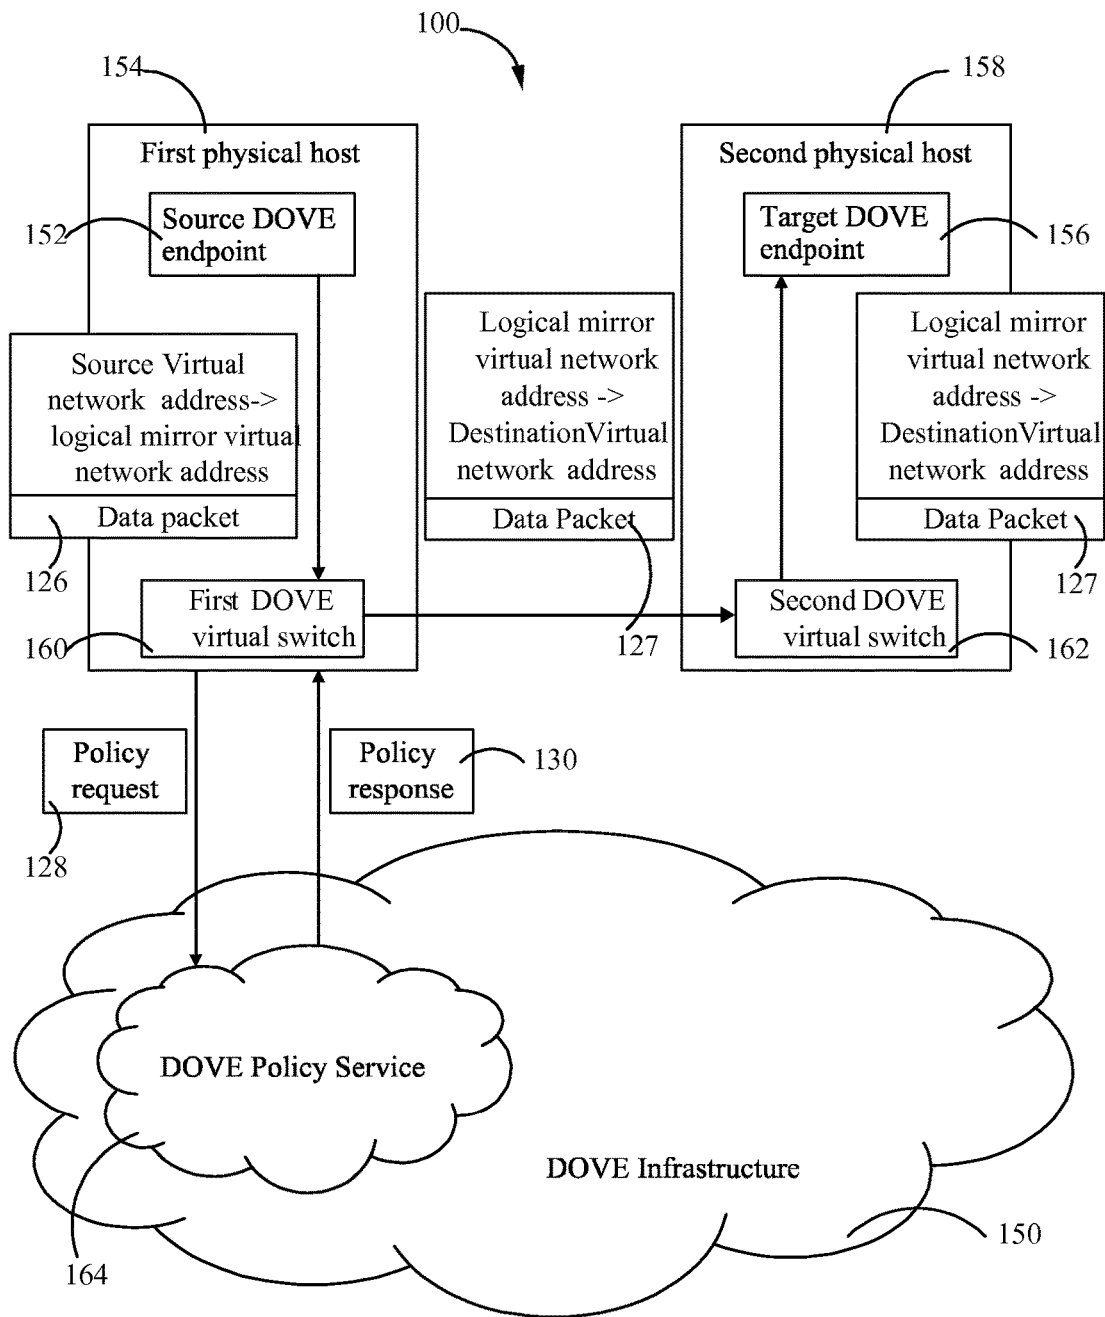 100
154
158
First physical host
Second physical host
152
Source DOVE
endpoint
Target DOVE
endpoint
156
Source Virtual
network address->
logical mirror virtual
network address
Data packet
Logical mirror
virtual network
address ->
DestinationVirtual
network address
Data Packet
Logical mirror
virtual network
address ->
DestinationVirtual
network address
Data Packet
126
127
127
160
First DOVE
virtual switch
Second DOVE
virtual switch
162
Policy
request
128
Policy
response
130
DOVE Policy Service
DOVE Infrastructure
164
150